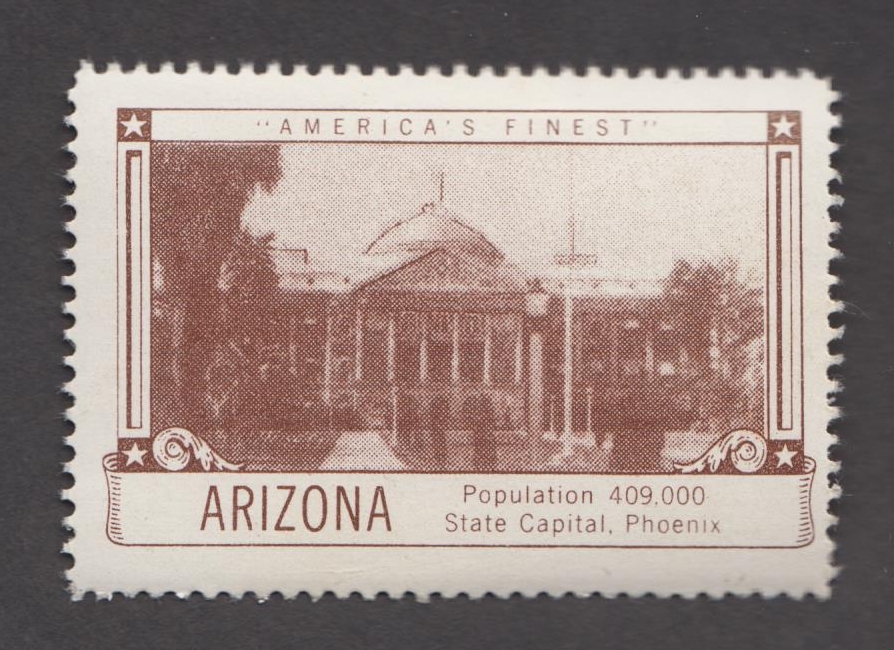 "AMERICA'S FINEST"
ARIZONA
Population 409.000
State Capital, Phoenix